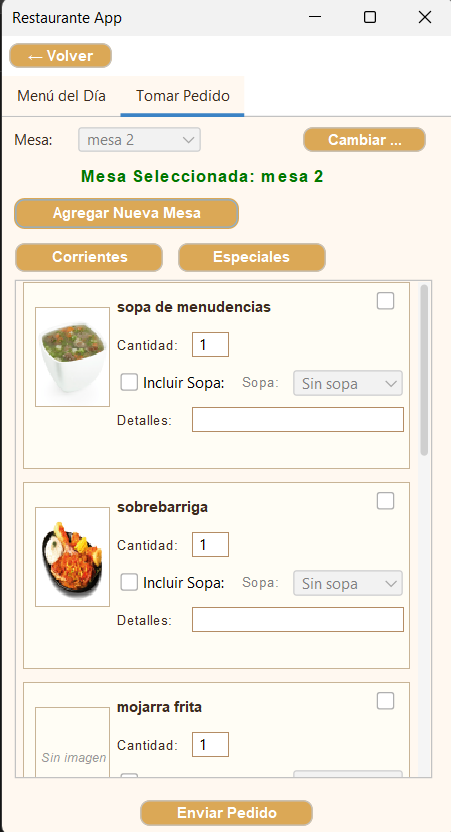 Restaurante App
← Volver
Menú del Día Tomar Pedido
Mesa: mesa 2 Cambiar ...
Mesa Seleccionada: mesa 2
Agregar Nueva Mesa
Corrientes Especiales
sopa de menudencias
Cantidad: 1
Incluir Sopa: Sopa: Sin sopa
Detalles:
sobrebarriga
Cantidad: 1
Incluir Sopa: Sopa: Sin sopa
Detalles:
mojarra frita
Cantidad: 1
Sin imagen
Enviar Pedido